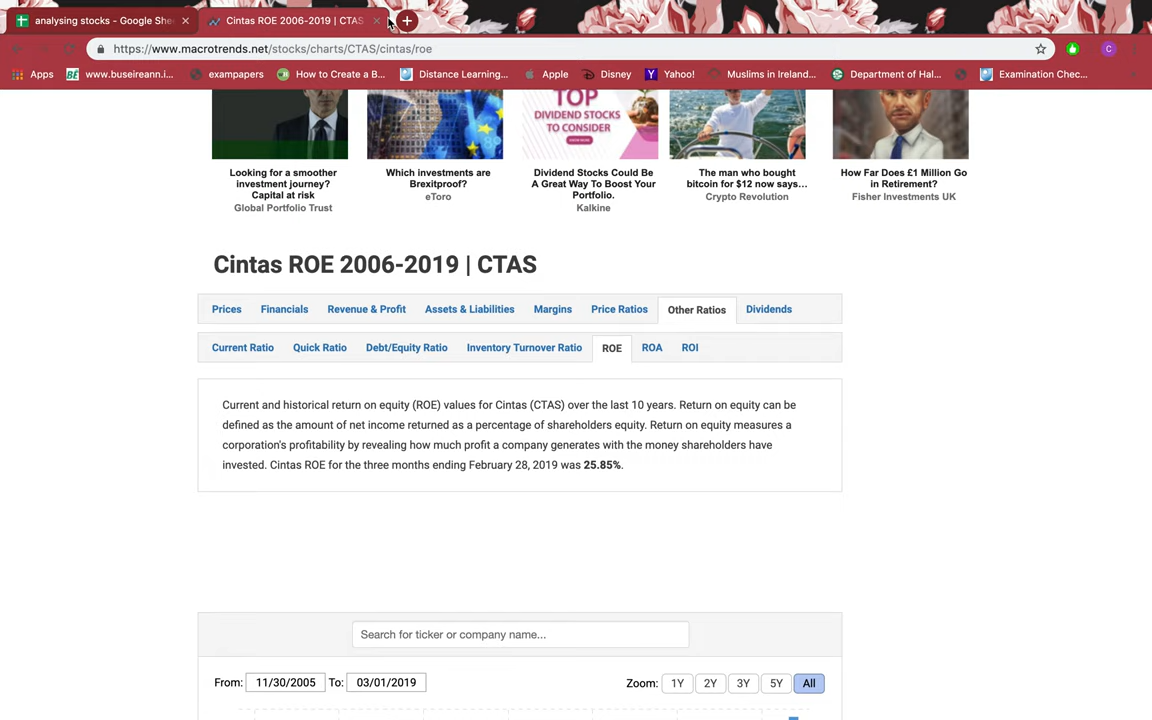 analysing stocks - Google She
Cintas ROE 2006-2019 | CTAS
https://www.macrotrends.net/stocks/charts/CTAS/cintas/roe
C
Apps
BÉ www.buseireann.i...
exampapers
How to Create a B...
Distance Learning,...
Apple
Disney
Y Yahoo!
Muslims in Ireland...
Department of Hal...
Examination Chec...
TOP
DIVIDEND STOCKS
TO CONSIDER
Looking for a smoother
investment journey?
Capital at risk
Global Portfolio Trust
Which investments are
Brexitproof?
eToro
Dividend Stocks Could Be
A Great Way To Boost Your
Portfolio.
Kalkine
The man who bought
bitcoin for $12 now says...
Crypto Revolution
How Far Does £1 Million Go
in Retirement?
Fisher Investments UK
Cintas ROE 2006-2019 | CTAS
Prices Financials Revenue & Profit Assets & Liabilities Margins Price Ratios Other Ratios Dividends
Current Ratio Quick Ratio Debt/Equity Ratio Inventory Turnover Ratio ROE ROA ROI
Current and historical return on equity (ROE) values for Cintas (CTAS) over the last 10 years. Return on equity can be
defined as the amount of net income returned as a percentage of shareholders equity. Return on equity measures a
corporation's profitability by revealing how much profit a company generates with the money shareholders have
invested. Cintas ROE for the three months ending February 28, 2019 was 25.85%.
Search for ticker or company name...
From: 11/30/2005 To: 03/01/2019 Zoom: 1Y 2Y 3Y 5Y All